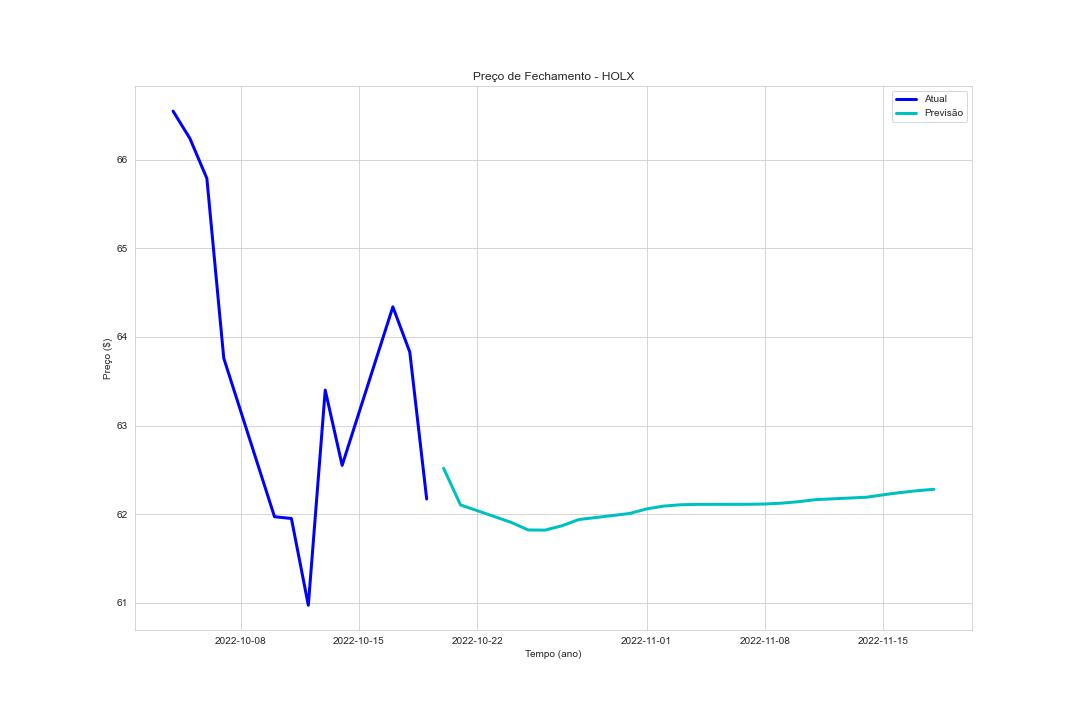 Preço de Fechamento - HOLX
Atual
Previsão
66
65
64
63
62
61
Preço ($)
2022-10-08
2022-10-15
2022-10-22
2022-11-01
2022-11-08
2022-11-15
Tempo (ano)